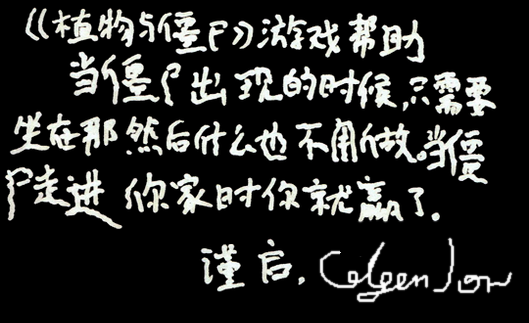 《植物与僵尸》游戏帮助
当僵尸出现的时候，只需要
坐在那然后什么也不用做。当僵
尸走进你家时你就赢了。
谨启，